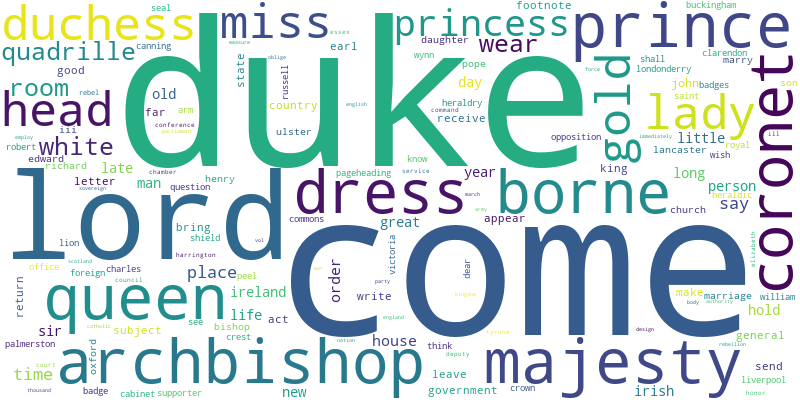 seal
footnote
buckingham
duchess
miss
princess
prince
essex
quadrille
canning
measure
earl
daughter
wear
clarendon
duke
oblige
state
wynn
pope
shall
marry
good
russell
londonderry
room
rebel
old
day
force
gold
john
badges
son
head
far
arm
country
heraldry
receive
saint
lady
coronet
english
command
iii
conference
ulster
opposition
immediately
ill
employ
parliament
white
robert
little
royal
edward
lancaster
wish
richard
late
chamber
know
king
letter
man
question
henry
pageheading
service
year
long
person
sovereign
dress
borne
heraldic
lord
march
say
commons
great
appear
church
army
bring
shield
lion
vol
harrington
victoria
elizabeth
scotland
office
foreign
charles
place
peel
order
dear
come
return
council
queen
ireland
write
party
kingdom
make
marriage
william
body
authority
life
england
hold
sir
subject
see
act
tyrone
design
palmerston
bishop
crest
house
think
nation
rebellion
general
catholic
oxford
archbishop
deputy
majesty
send
time
court
leave
irish
liverpool
thousand
badge
cabinet
supporter
new
government
crown
honor